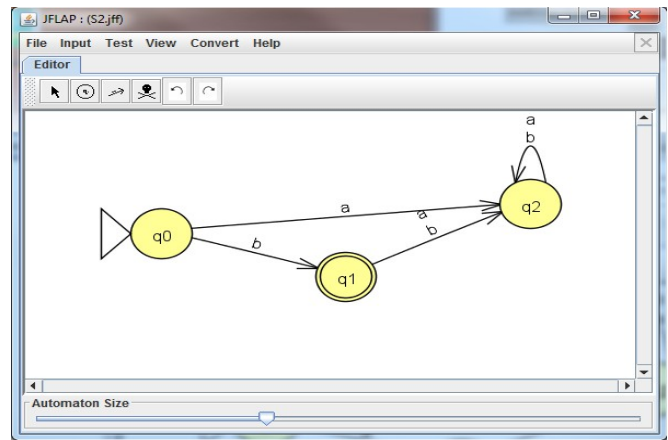 JFLAP : (S2.jff)
File Input Test View Convert Help
Editor
a
b
a
a
b
b
q0
q1
q2
Automaton Size